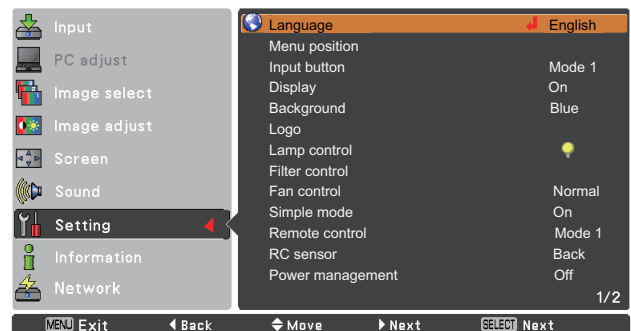 Input
PC adjust
Image select
Image adjust
Screen
Sound
Setting
Information
Network
Language English
Menu position
Input button Mode 1
Display On
Background Blue
Logo
Lamp control
Filter control
Fan control Normal
Simple mode On
Remote control Mode 1
RC sensor Back
Power management Off
1/2
MENU Exit Back Move Next SELECT Next